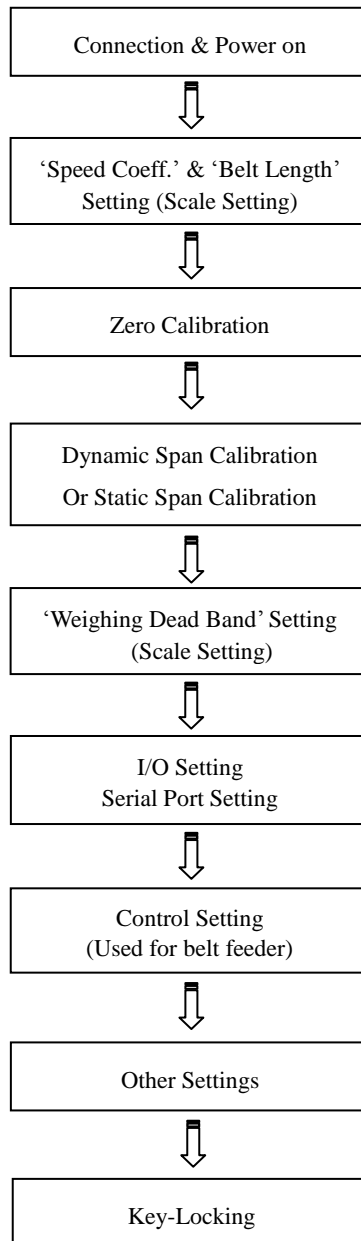 Connection & Power on
‘Speed Coeff.’ & ‘Belt Length’
Setting (Scale Setting)
Zero Calibration
Dynamic Span Calibration
Or Static Span Calibration
‘Weighing Dead Band’ Setting
(Scale Setting)
I/O Setting
Serial Port Setting
Control Setting
(Used for belt feeder)
Other Settings
Key-Locking